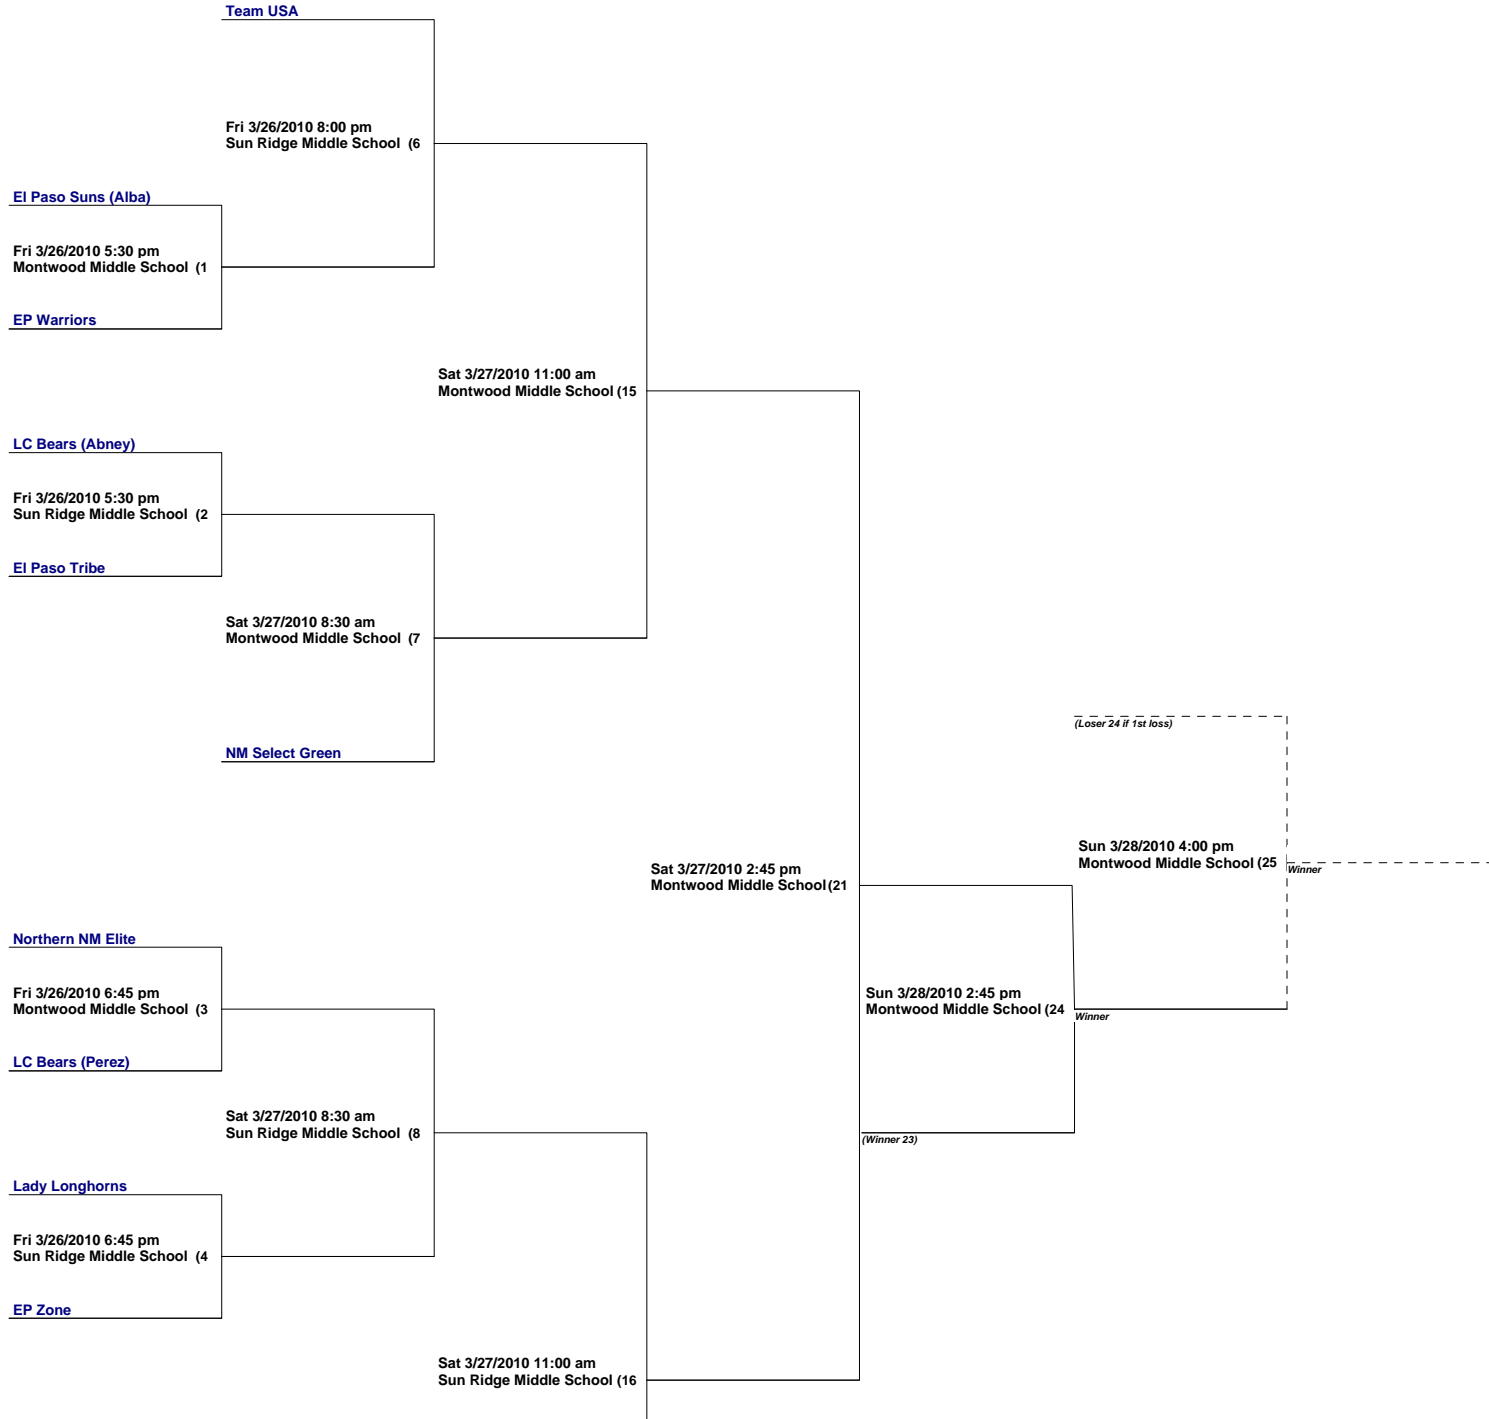 Team USA
Fri 3/26/2010 8:00 pm
Sun Ridge Middle School (6
El Paso Suns (Alba)
Fri 3/26/2010 5:30 pm
Montwood Middle School (1
EP Warriors
Sat 3/27/2010 11:00 am
Montwood Middle School (15
LC Bears (Abney)
Fri 3/26/2010 5:30 pm
Sun Ridge Middle School (2
El Paso Tribe
Sat 3/27/2010 8:30 am
Montwood Middle School (7
(Loser 24 if 1st loss)
NM Select Green
Sun 3/28/2010 4:00 pm
Montwood Middle School (25
Winner
Sat 3/27/2010 2:45 pm
Montwood Middle School (21
Northern NM Elite
Fri 3/26/2010 6:45 pm
Montwood Middle School (3
Sun 3/28/2010 2:45 pm
Montwood Middle School (24
Winner
LC Bears (Perez)
Sat 3/27/2010 8:30 am
Sun Ridge Middle School (8
(Winner 23)
Lady Longhorns
Fri 3/26/2010 6:45 pm
Sun Ridge Middle School (4
EP Zone
Sat 3/27/2010 11:00 am
Sun Ridge Middle School (16